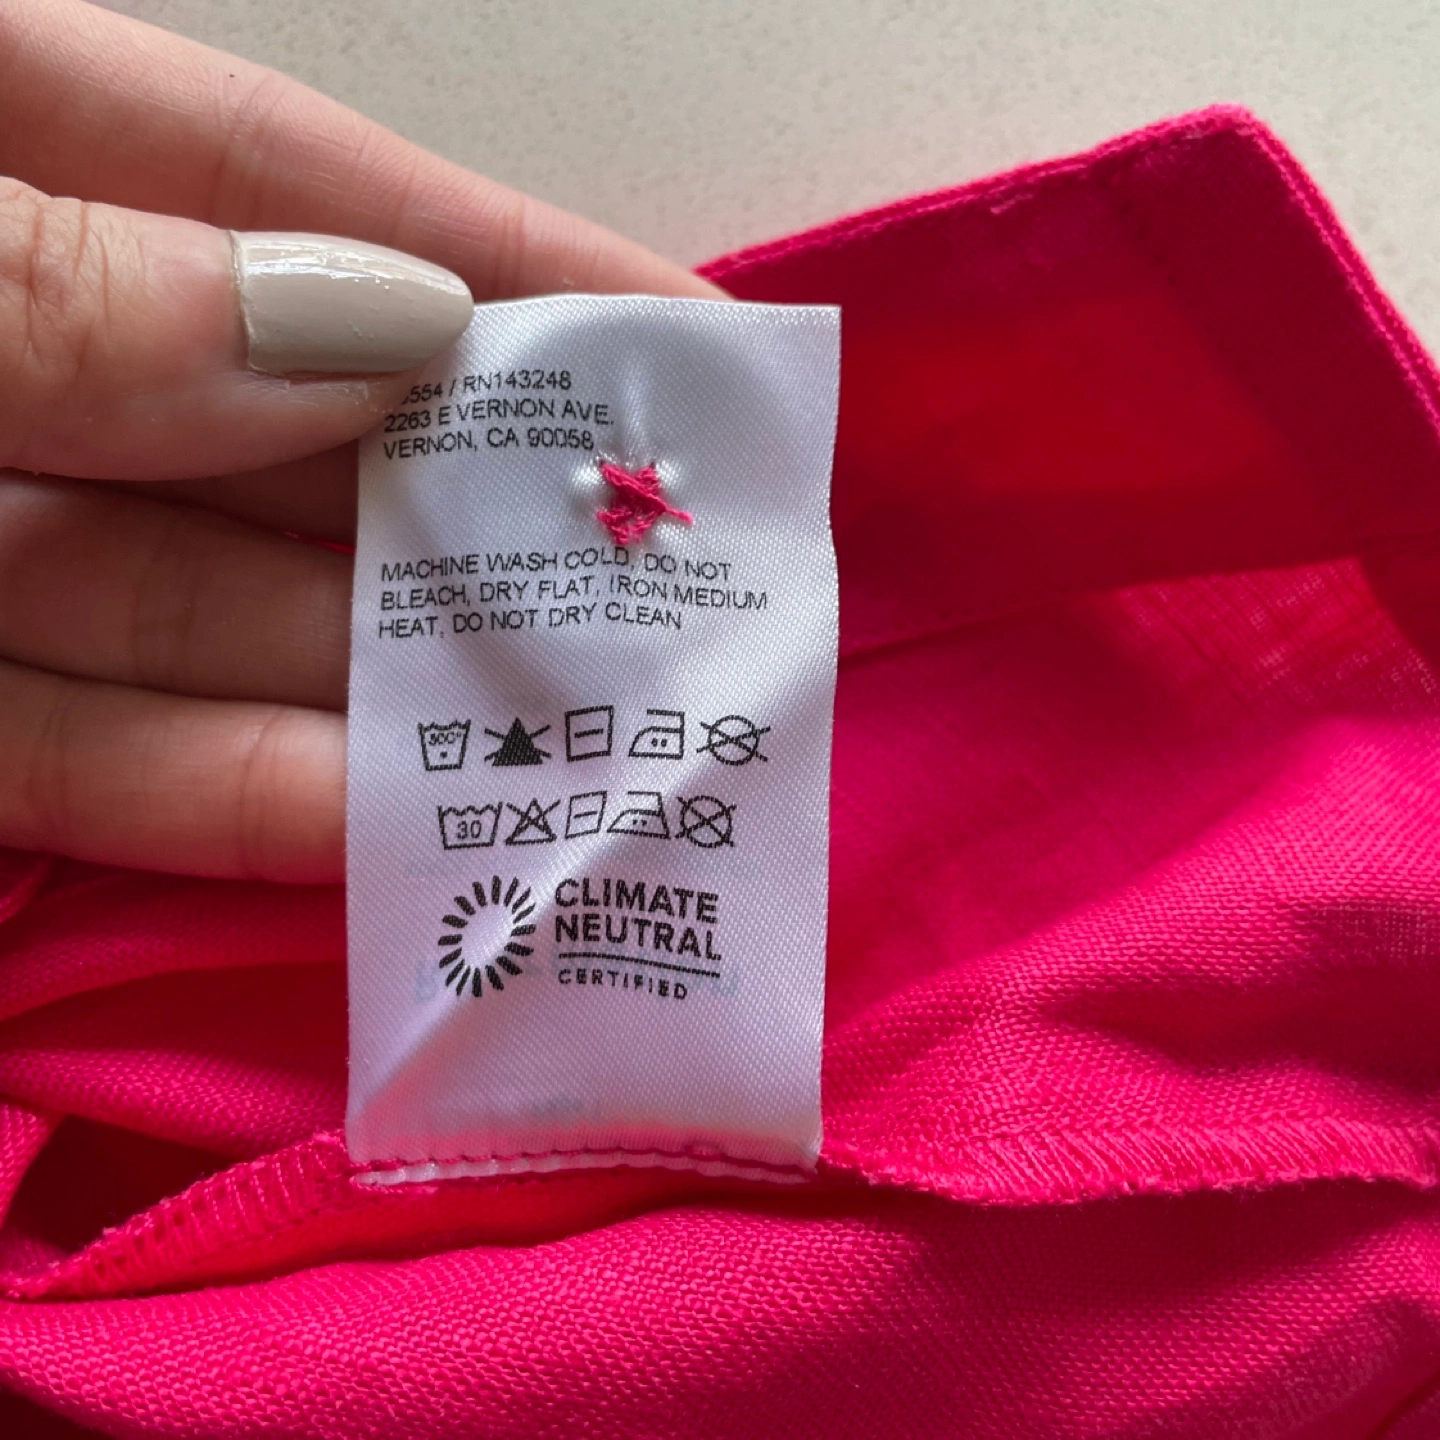 554 / RN143248
2263 E VERNON AVE.
VERNON, CA 90058
MACHINE WASH COLD, DO NOT
BLEACH, DRY FLAT, IRON MEDIUM
HEAT, DO NOT DRY CLEAN
30
CLIMATE
NEUTRAL
CERTIFIED